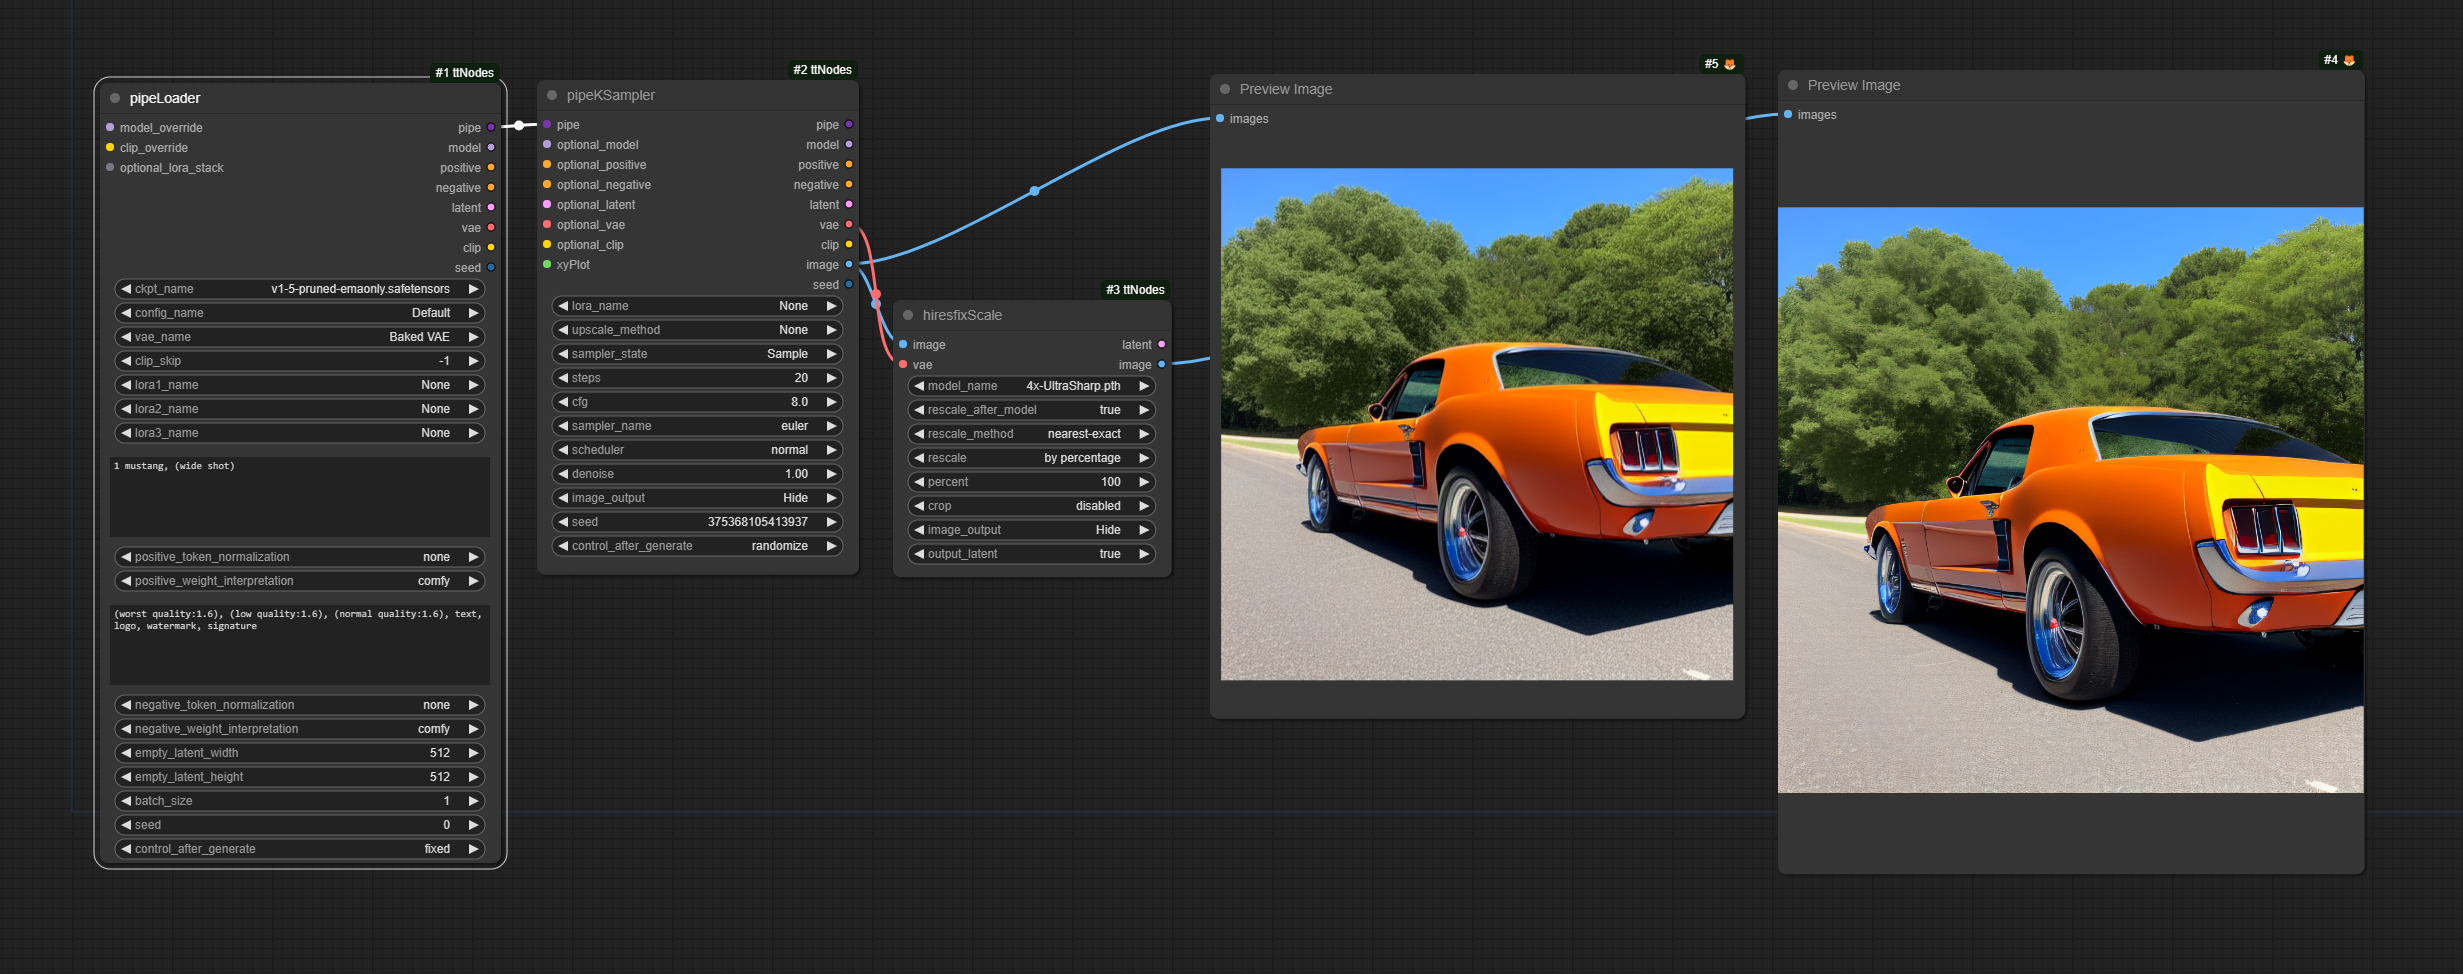 #1 ttNodes
pipeLoader
model_override pipe
clip_override model
optional_lora_stack positive
negative
latent
vae
clip
seed
ckpt_name v1-5-pruned-emaonly.safetensors
config_name Default
vae_name Baked VAE
clip_skip -1
lora1_name None
lora2_name None
lora3_name None
1 mustang, (wide shot)
positive_token_normalization none
positive_weight_interpretation comfy
(worst quality:1.6), (low quality:1.6), (normal quality:1.6), text,
logo, watermark, signature
negative_token_normalization none
negative_weight_interpretation comfy
empty_latent_width 512
empty_latent_height 512
batch_size 1
seed 0
control_after_generate fixed
#2 ttNodes
pipeKSampler
pipe pipe
optional_model model
optional_positive positive
optional_negative negative
optional_latent latent
optional_vae vae
optional_clip clip
xyPlot image
seed
lora_name None
upscale_method None
sampler_state Sample
steps 20
cfg 8.0
sampler_name euler
scheduler normal
denoise 1.00
image_output Hide
seed 375368105413937
control_after_generate randomize
#3 ttNodes
hiresfixScale
image latent
vae image
model_name 4x-UltraSharp.pth
rescale_after_model true
rescale_method nearest-exact
rescale by percentage
percent 100
crop disabled
image_output Hide
output_latent true
#5
Preview Image
images
#4
Preview Image
images